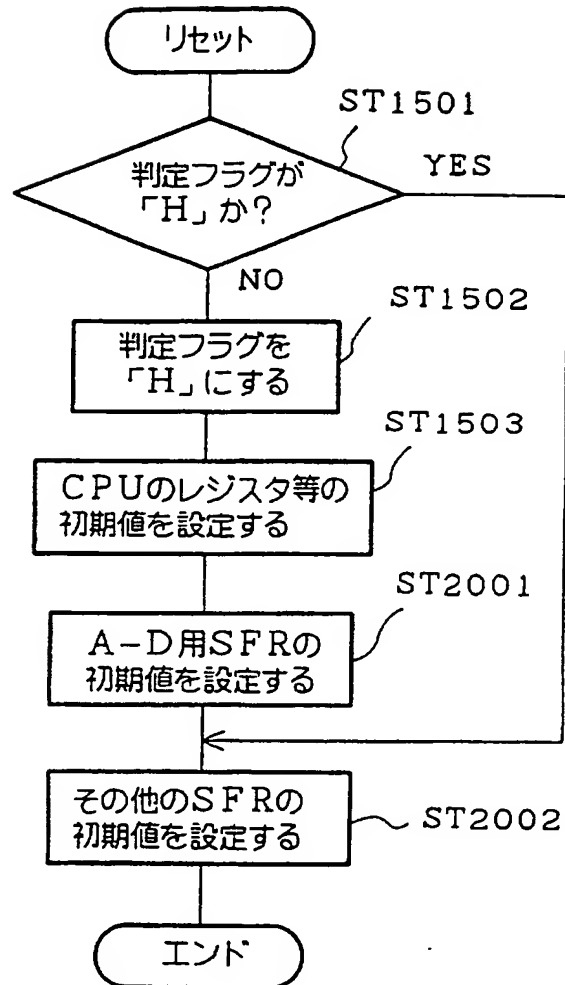 リセット
ST1501
判定フラグが
「H」か?
YES
NO
ST1502
判定フラグを
「H」にする
ST1503
CPUのレジスタ等の
初期値を設定する
ST2001
A-D用SFRの
初期値を設定する
その他のSFRの
初期値を設定する
ST2002
エンド